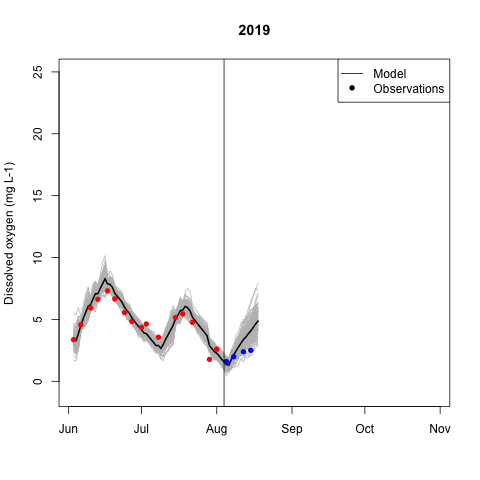 2019
Dissolved oxygen (mg L-1)
25
20
15
10
5
0
Model
Observations
Jun Jul Aug Sep Oct Nov